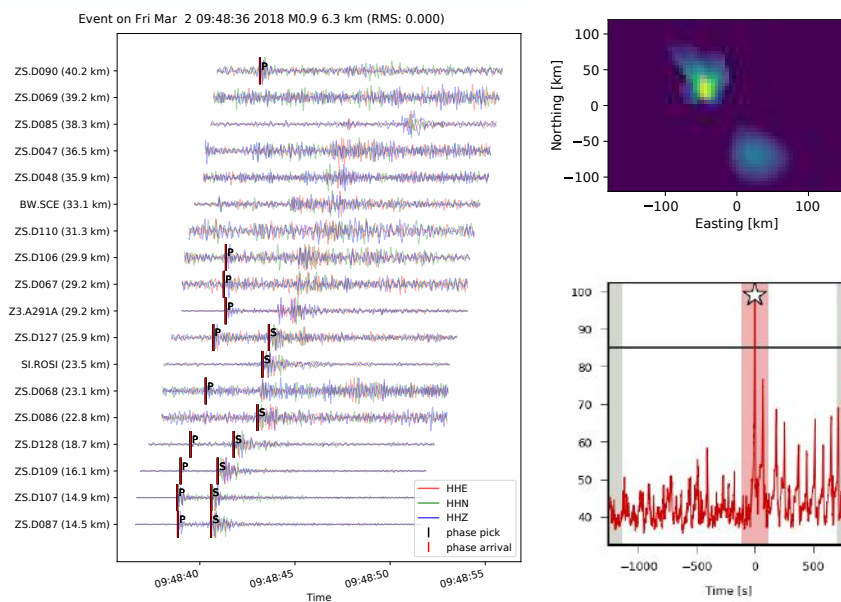 Event on Fri Mar 2 09:48:36 2018 M0.9 6.3 km (RMS: 0.000)
ZS.D090 (40.2 km)
P
ZS.D069 (39.2 km)
ZS.D085 (38.3 km)
ZS.D047 (36.5 km)
ZS.D048 (35.9 km)
BW.SCE (33.1 km)
ZS.D110 (31.3 km)
ZS.D106 (29.9 km)
P
ZS.D067 (29.2 km)
P
Z3.A291A (29.2 km)
P
ZS.D127 (25.9 km)
P S
SI.ROSI (23.5 km)
S
ZS.D068 (23.1 km)
P
ZS.D086 (22.8 km)
S
ZS.D128 (18.7 km)
P S
ZS.D109 (16.1 km)
P S
ZS.D107 (14.9 km)
P S
ZS.D087 (14.5 km)
P S
HHE
HHN
HHZ
phase pick
phase arrival
09:48:40 09:48:45 09:48:50 09:48:55
Time
100
50
0
−50
−100
Northing [km]
−100 0 100
Easting [km]
100
90
80
70
60
50
40
−1000 −500 0 500
Time [s]